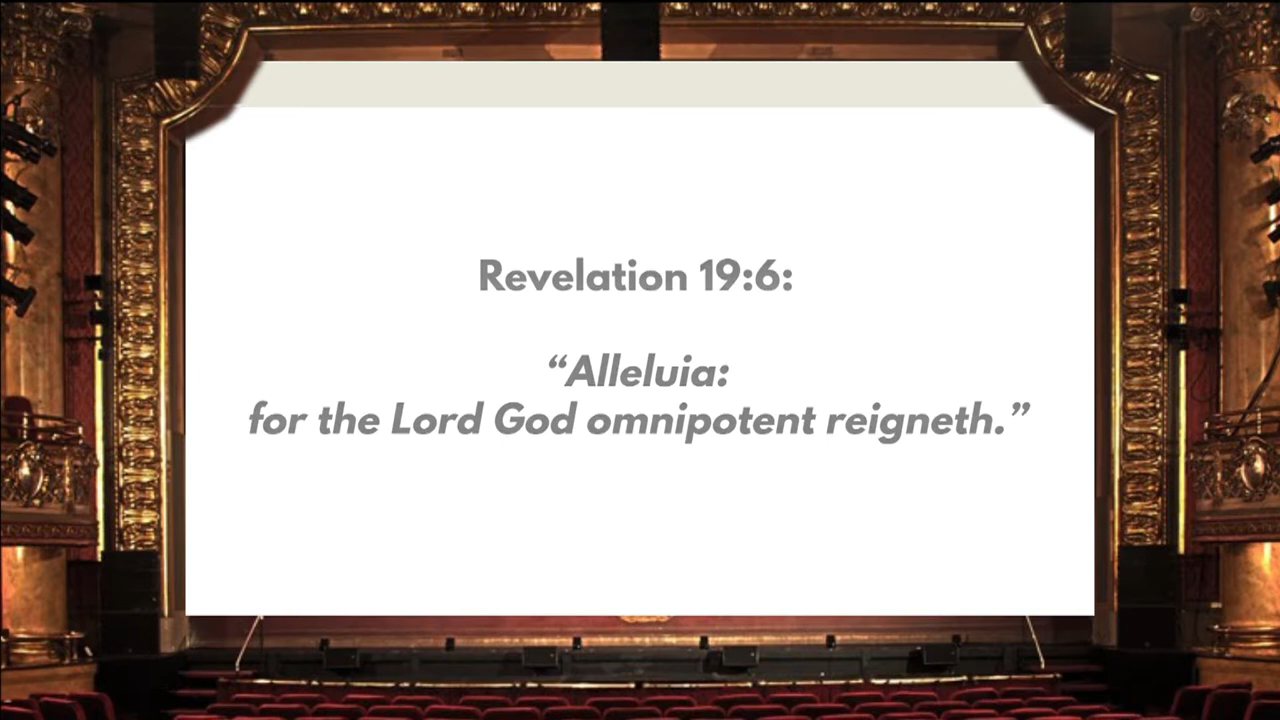 Revelation 19:6:
“Alleluia:
for the Lord God omnipotent reigneth.”